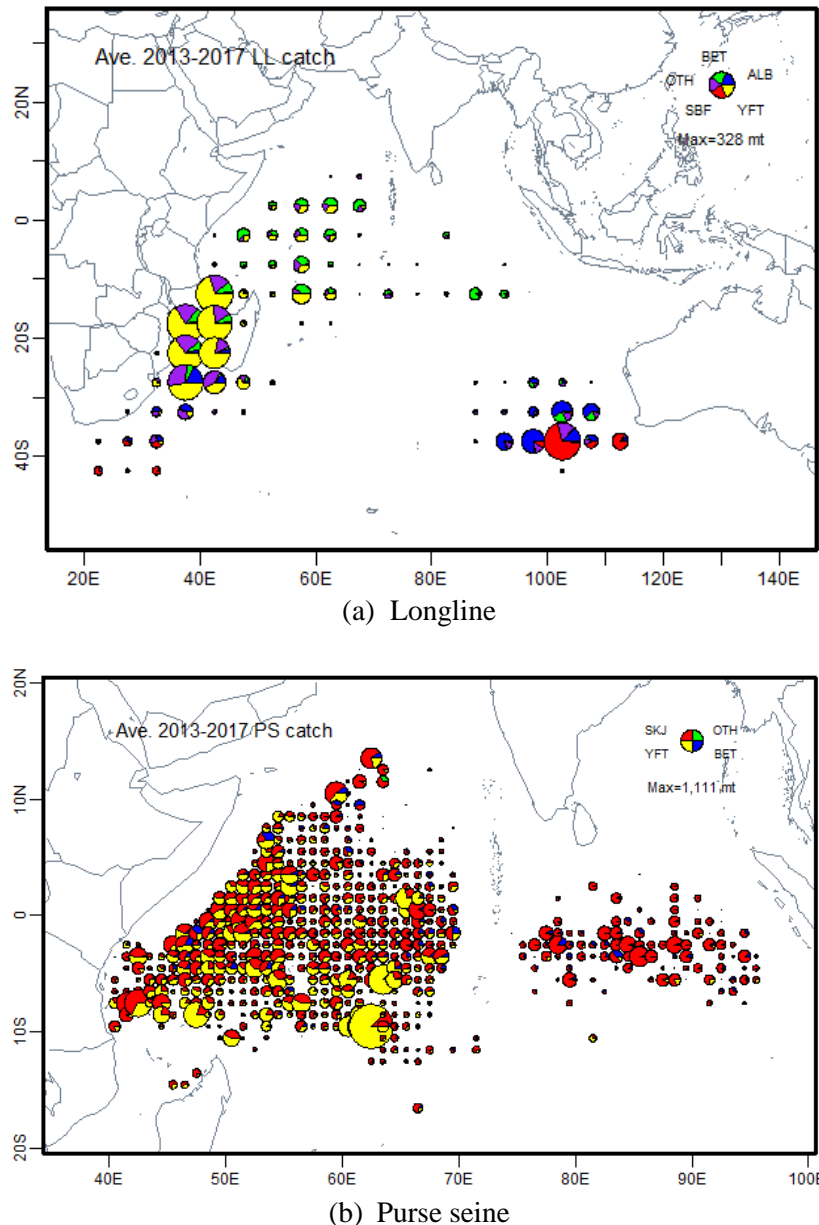 Ave. 2013-2017 LL catch
BET
OTH ALB
SBF YFT
Max=328 mt
20N
0
20S
40S
20E 40E 60E 80E 100E 120E 140E
(a) Longline
20N
Ave. 2013-2017 PS catch
SKJ OTH
YFT BET
Max=1,111 mt
10N
0
10S
20S
40E 50E 60E 70E 80E 90E 100E
(b) Purse seine